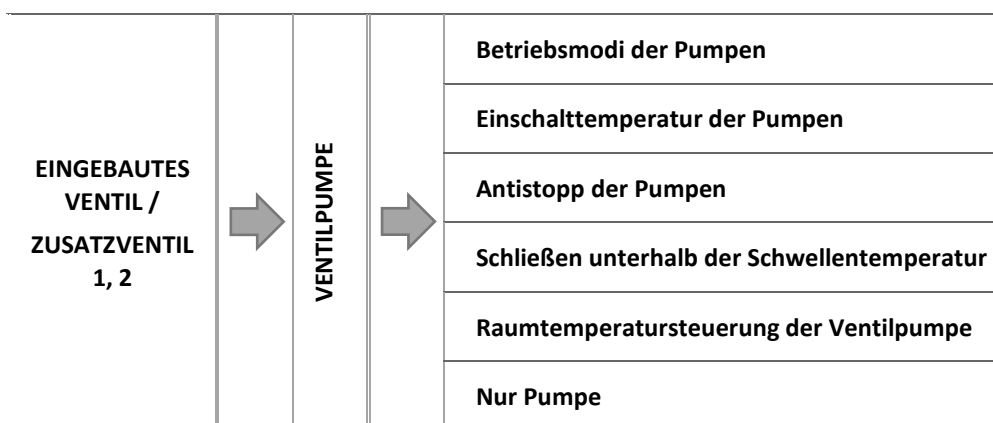 EINGEBAUTES
VENTIL /
ZUSATZVENTIL
1, 2
VENTILPUMPE
Betriebsmodi der Pumpen
Einschalttemperatur der Pumpen
Antistopp der Pumpen
Schließen unterhalb der Schwellentemperatur
Raumtemperatursteuerung der Ventilpumpe
Nur Pumpe